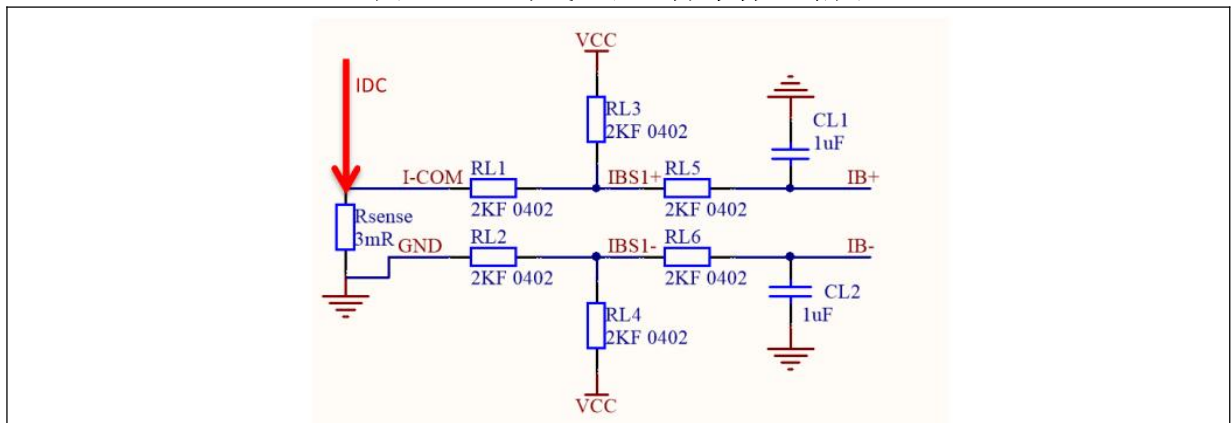 VCC
IDC
RL3
2KF 0402
CL1
1uF
I-COM
RL1
IBS1+
RL5
IB+
2KF 0402
2KF 0402
Rsense
3mR
GND
RL2
IBS1-
RL6
IB-
2KF 0402
2KF 0402
CL2
1uF
RL4
2KF 0402
VCC